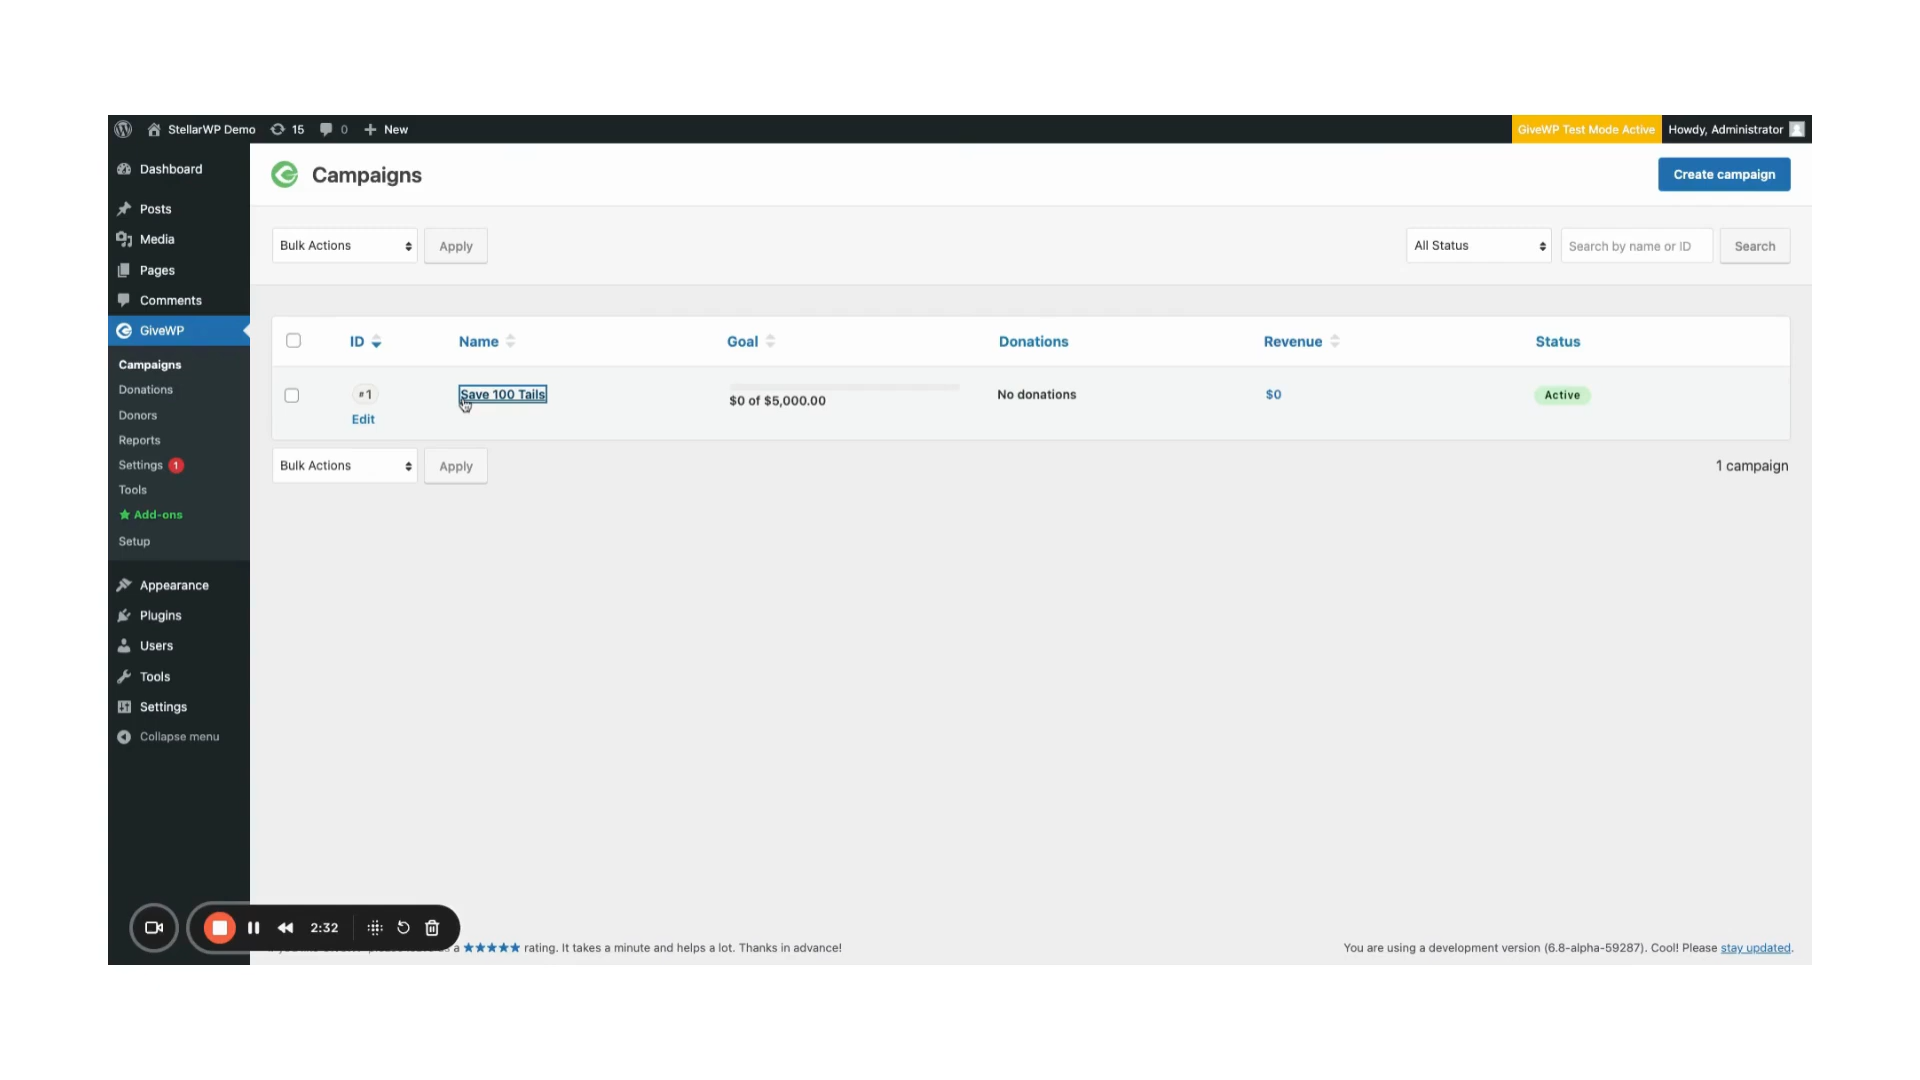 StellarWP Demo 15 0 New GiveWP Test Mode Active Howdy, Administrator
Dashboard
Posts
Media
Pages
Comments
GiveWP
Campaigns
Donations
Donors
Reports
Settings 1
Tools
Add-ons
Setup
Appearance
Plugins
Users
Tools
Settings
Collapse menu
Campaigns Create campaign
Bulk Actions Apply All Status Search by name or ID Search
ID Name Goal Donations Revenue Status
#1 Save 100 Tails $0 of $5,000.00 No donations $0 Active
Edit
Bulk Actions Apply 1 campaign
2:32
a ★★★★★ rating. It takes a minute and helps a lot. Thanks in advance! You are using a development version (6.8-alpha-59287). Cool! Please stay updated.